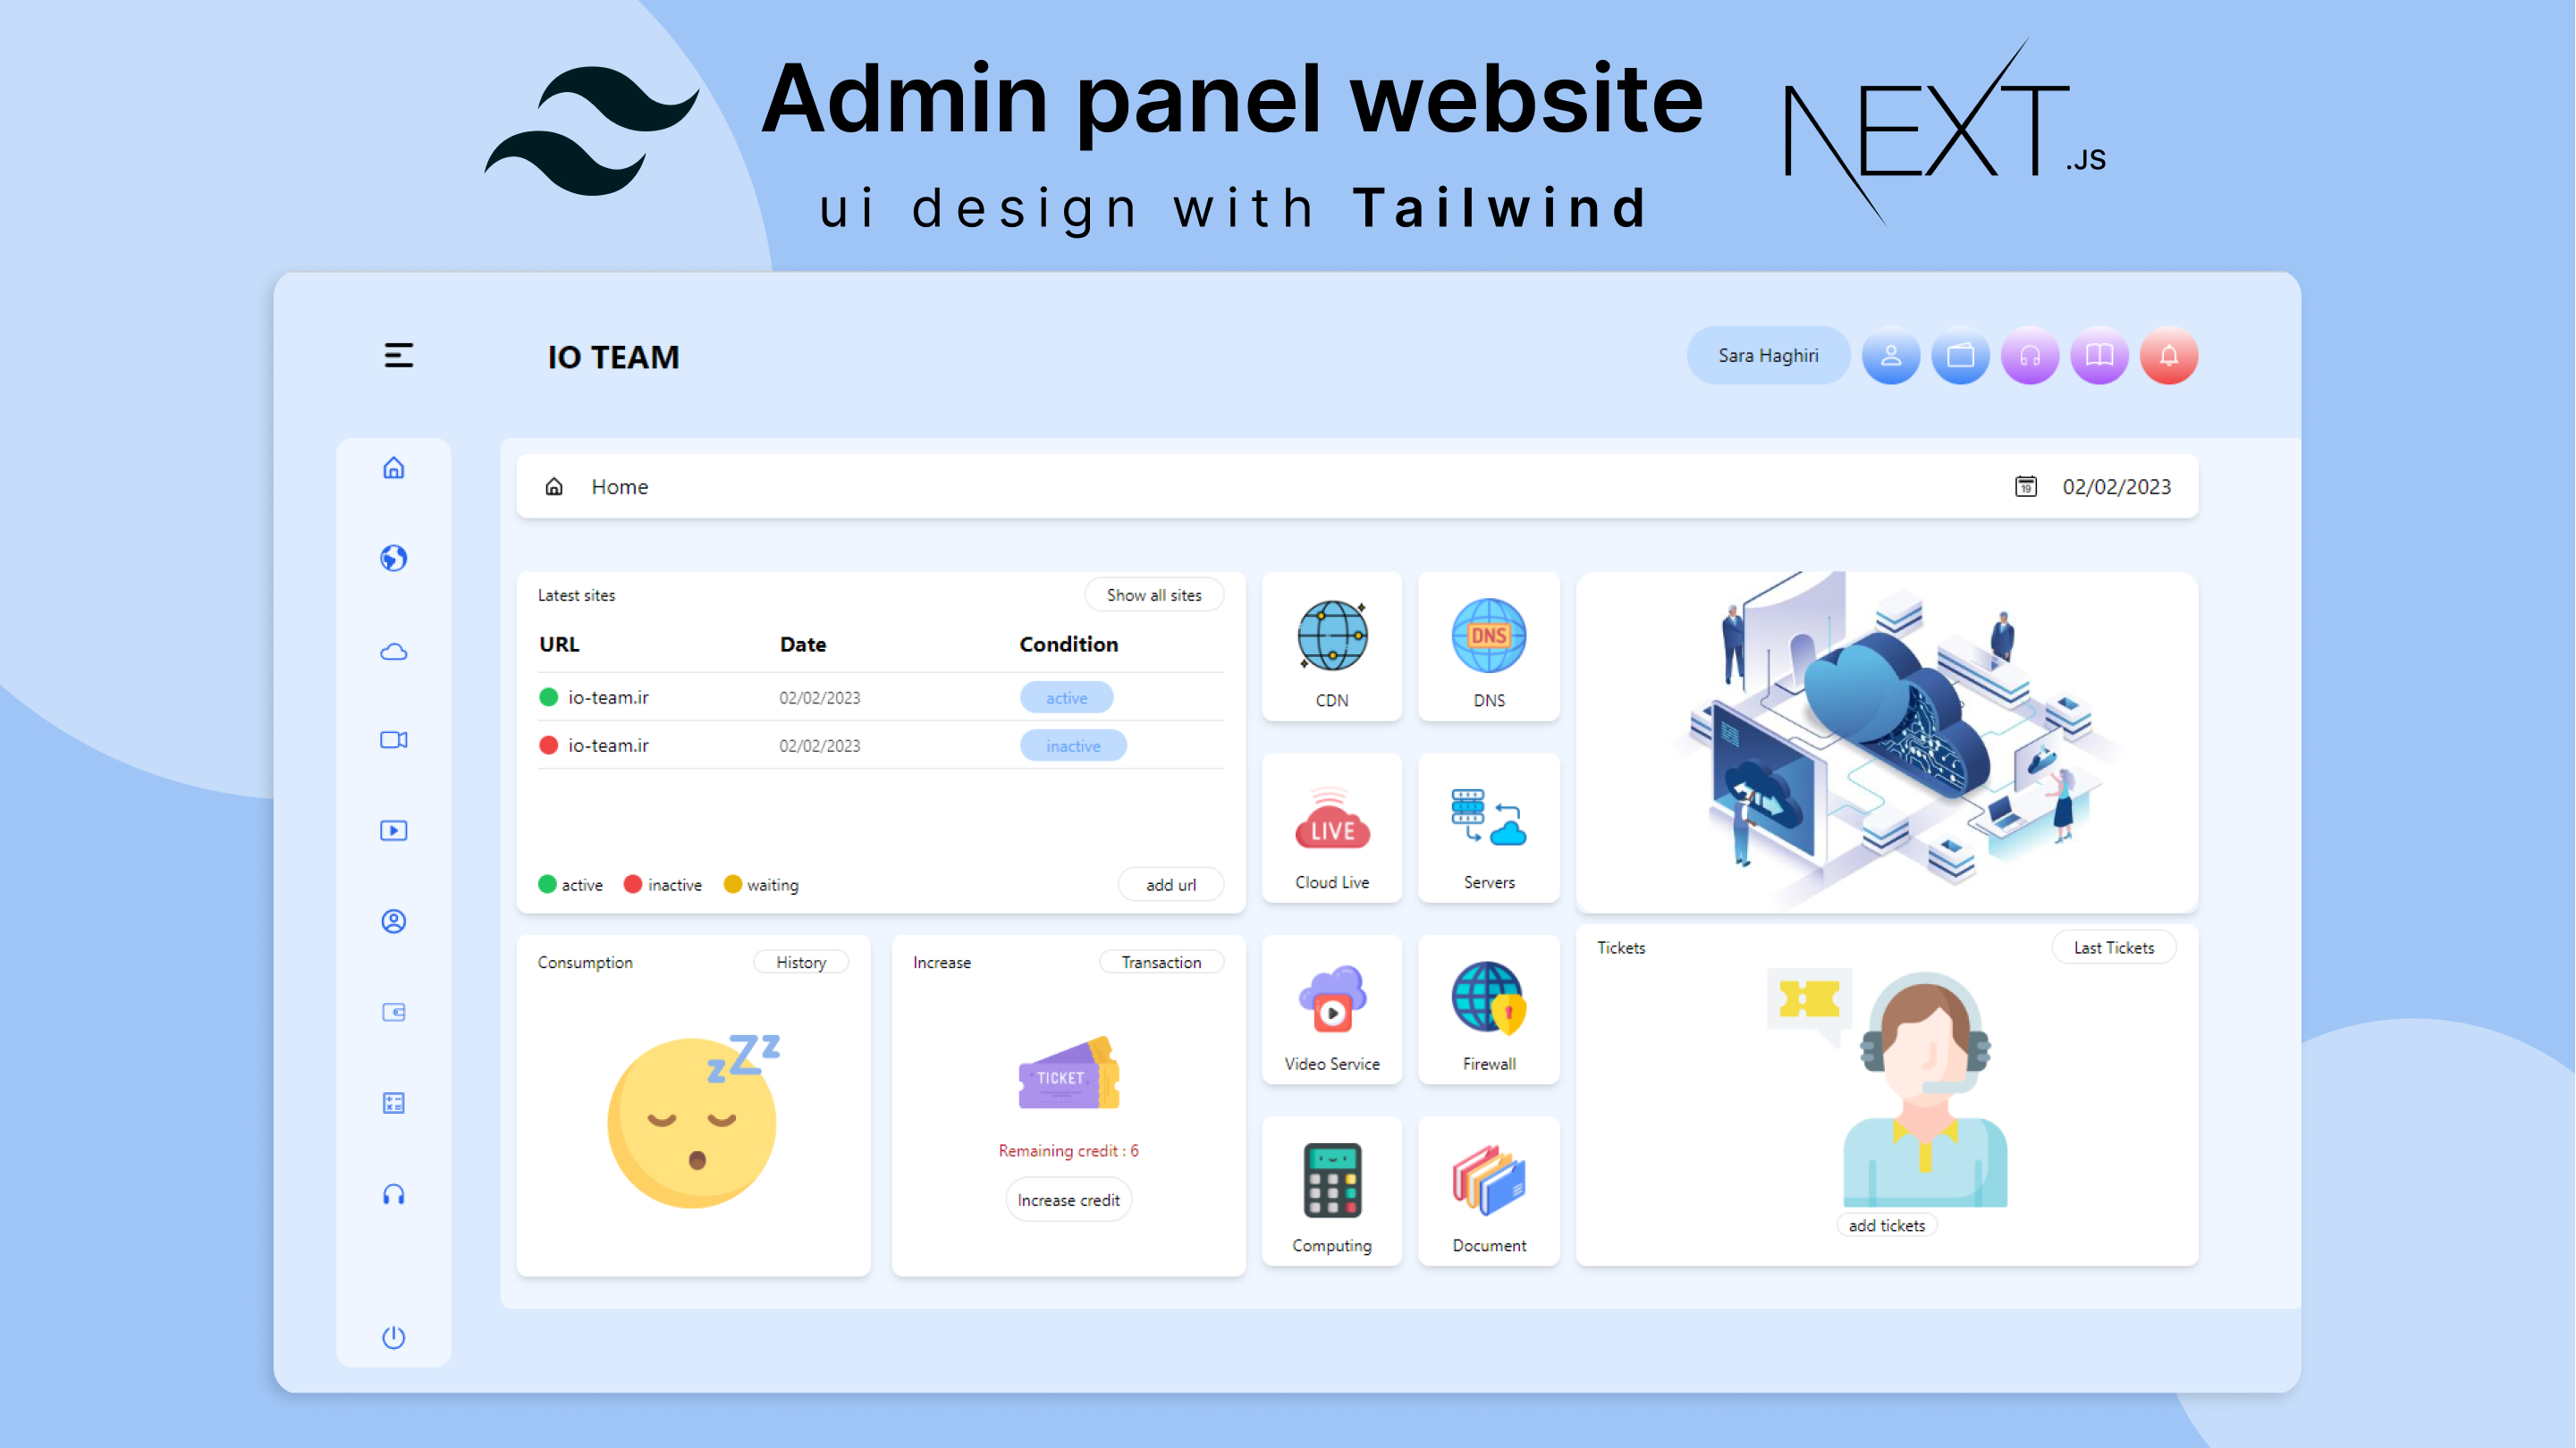 Admin panel website
ui design with Tailwind
NEXT.JS
IO TEAM
Sara Haghiri
Home
19
02/02/2023
Latest sites
Show all sites
URL Date Condition
io-team.ir 02/02/2023 active
io-team.ir 02/02/2023 inactive
active inactive waiting
add url
CDN
DNS
DNS
LIVE
Cloud Live
Servers
Consumption
History
zZz
Increase
Transaction
TICKET
Remaining credit : 6
Increase credit
Video Service
Firewall
Computing
Document
Tickets
Last Tickets
add tickets